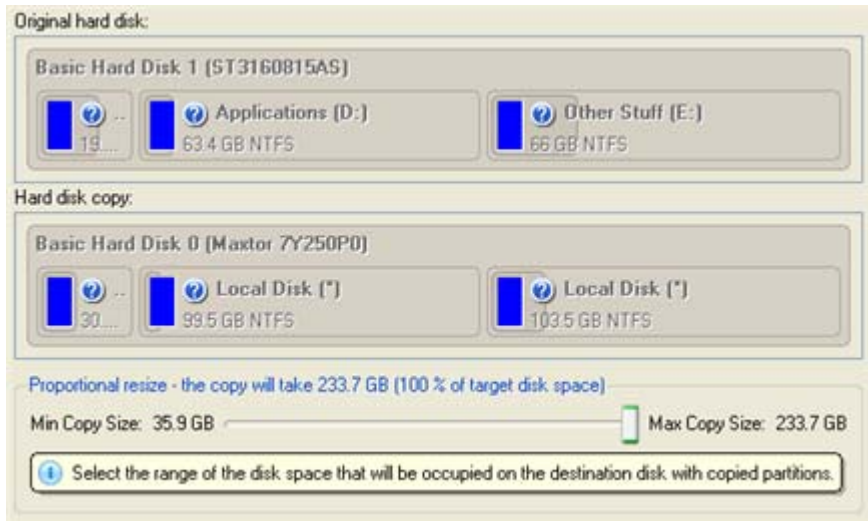 Original hard disk:
Basic Hard Disk 1 (ST3160815AS)
? ..
19....
? Applications (D:)
63.4 GB NTFS
? Other Stuff (E:)
66 GB NTFS
Hard disk copy:
Basic Hard Disk 0 (Maxtor 7Y250P0)
? ..
30....
? Local Disk (*)
99.5 GB NTFS
? Local Disk (*)
103.5 GB NTFS
Proportional resize - the copy will take 233.7 GB (100 % of target disk space)
Min Copy Size: 35.9 GB Max Copy Size: 233.7 GB
i Select the range of the disk space that will be occupied on the destination disk with copied partitions.